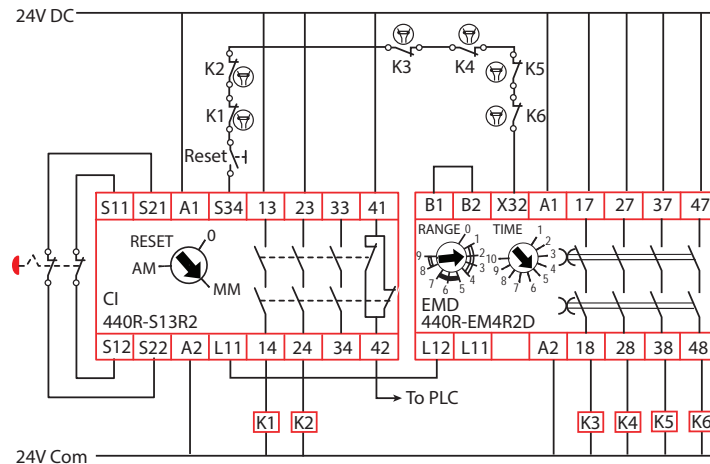 24V DC
K3 K4
K2 K5
K1 K6
Reset
S11 S21 A1 S34 13 23 33 41
B1 B2 X32 A1 17 27 37 47
RESET 0
AM MM
RANGE 0 1 2 3 4 5 6 7 8 9
TIME 1 2 3 4 5 6 7 8 9 10
CI
440R-S13R2
EMD
440R-EM4R2D
S12 S22 A2 L11 14 24 34 42
L12 L11 A2 18 28 38 48
To PLC
K1 K2
K3 K4 K5 K6
24V Com